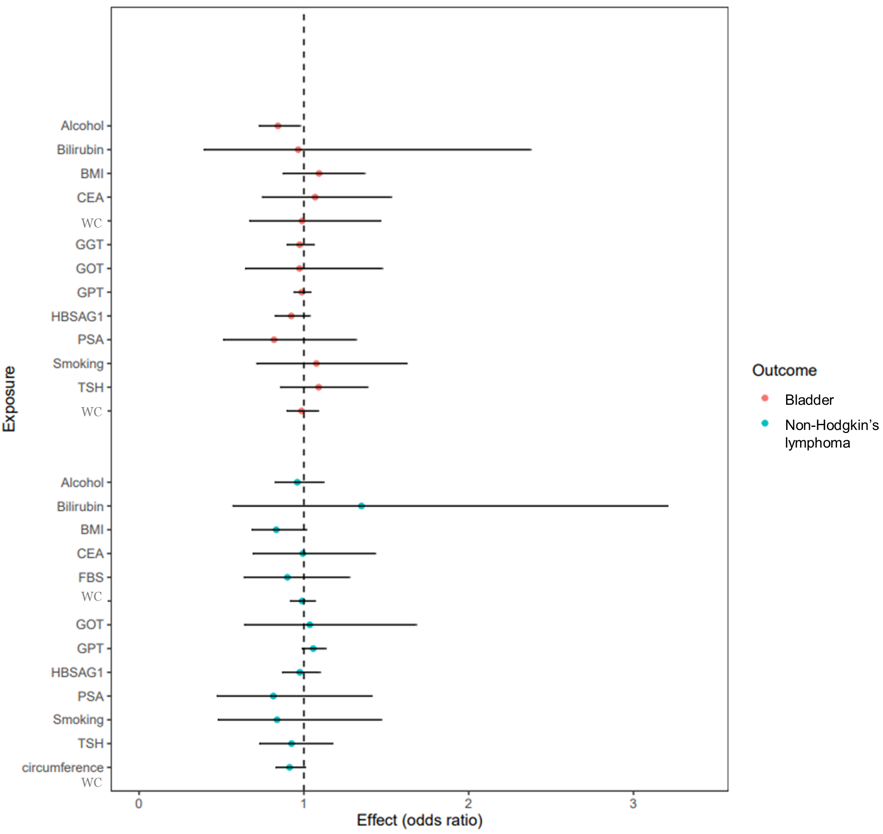 Exposure
Alcohol
Bilirubin
BMI
CEA
WC
GGT
GOT
GPT
HBSAG1
PSA
Smoking
TSH
WC
Alcohol
Bilirubin
BMI
CEA
FBS
WC
GOT
GPT
HBSAG1
PSA
Smoking
TSH
circumference
WC
0 1 2 3
Effect (odds ratio)
Outcome
Bladder
Non-Hodgkin's
lymphoma